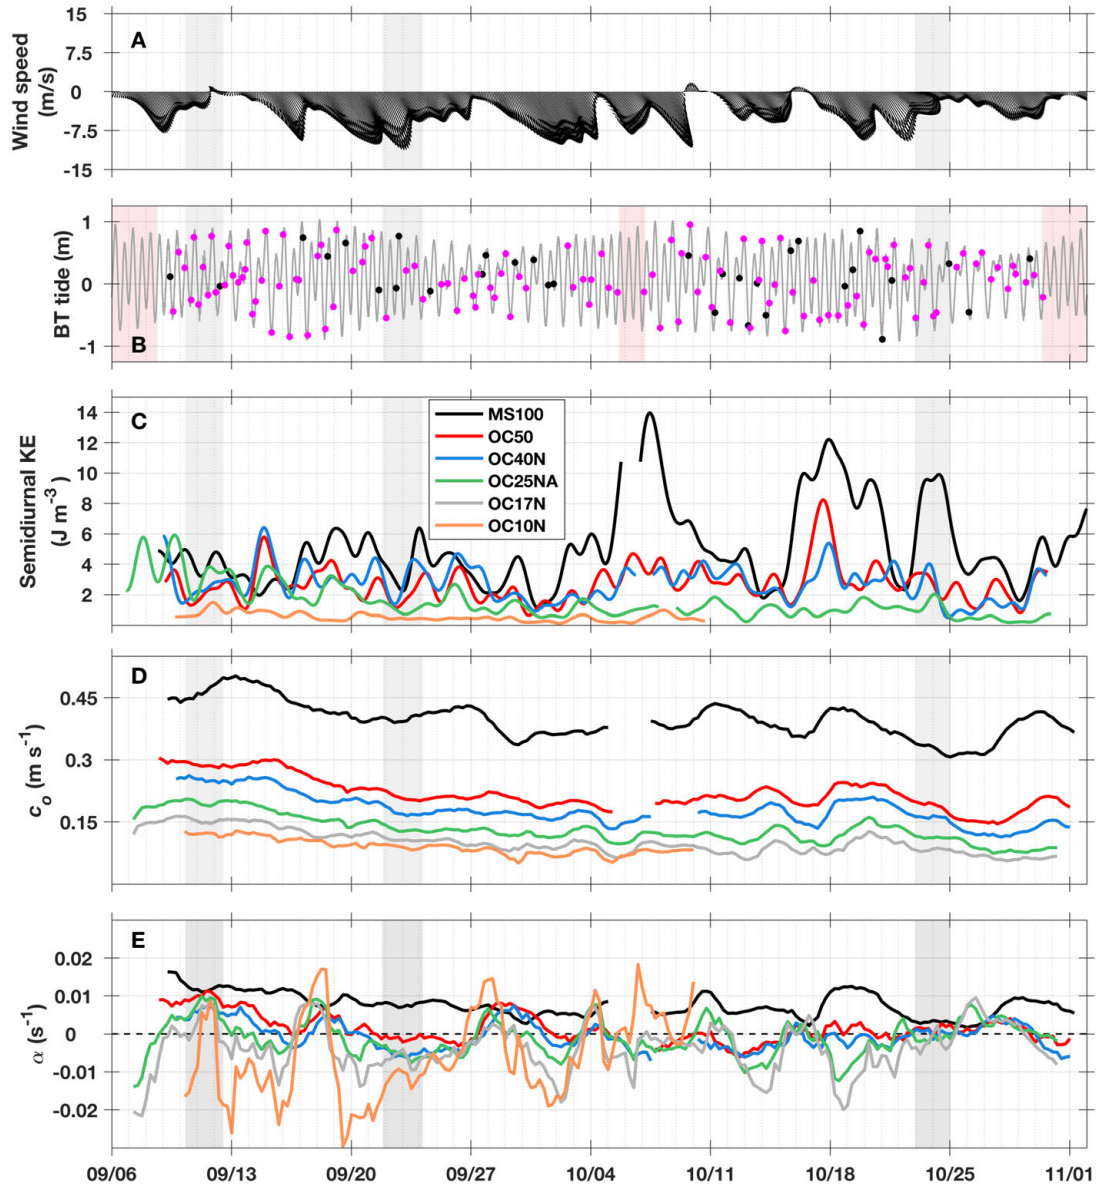 A
Wind speed
(m/s)
15
7.5
0
-7.5
-15
BT tide (m)
1
0
-1
B
C
Semidiurnal KE
(J m-3)
14
12
10
8
6
4
2
MS100
OC50
OC40N
OC25NA
OC17N
OC10N
D
co (m s-1)
0.45
0.3
0.15
E
α (s-1)
0.02
0.01
0
-0.01
-0.02
09/06 09/13 09/20 09/27 10/04 10/11 10/18 10/25 11/01